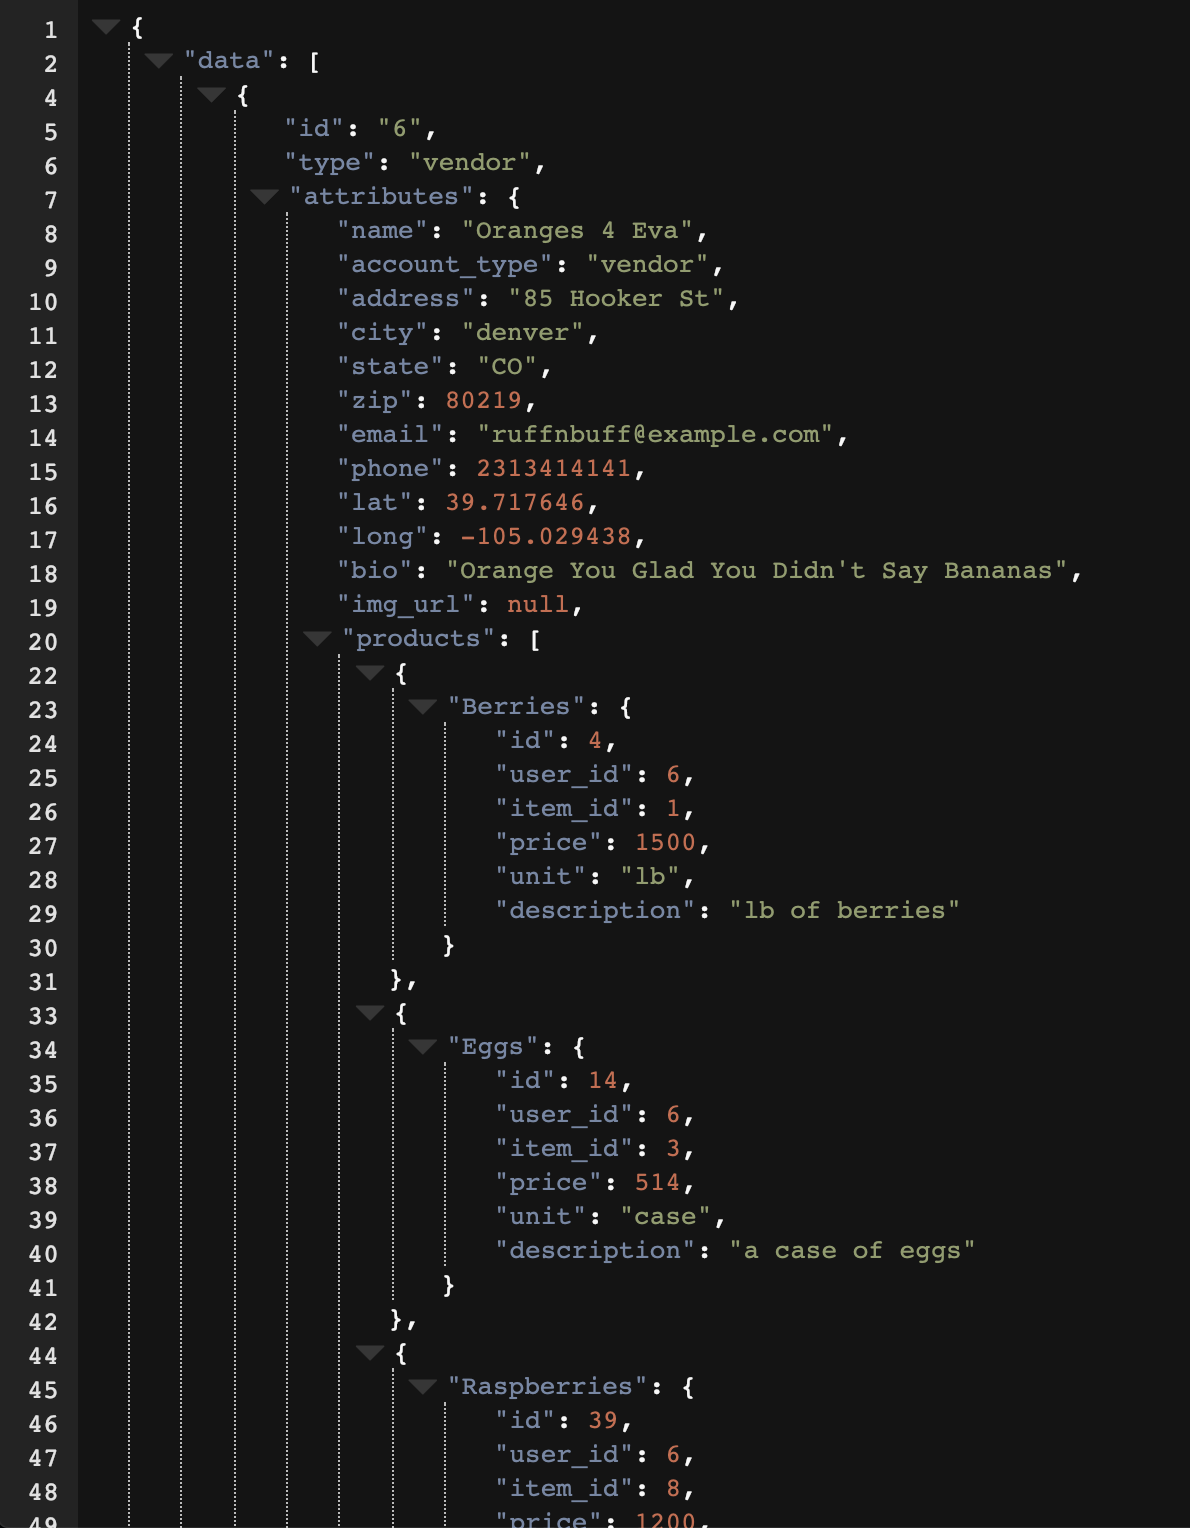 1 {
2 "data": [
4 {
5 "id": "6",
6 "type": "vendor",
7 "attributes": {
8 "name": "Oranges 4 Eva",
9 "account_type": "vendor",
10 "address": "85 Hooker St",
11 "city": "denver",
12 "state": "CO",
13 "zip": 80219,
14 "email": "ruffnbuff@example.com",
15 "phone": 2313414141,
16 "lat": 39.717646,
17 "long": -105.029438,
18 "bio": "Orange You Glad You Didn't Say Bananas",
19 "img_url": null,
20 "products": [
22 {
23 "Berries": {
24 "id": 4,
25 "user_id": 6,
26 "item_id": 1,
27 "price": 1500,
28 "unit": "lb",
29 "description": "lb of berries"
30 }
31 },
33 {
34 "Eggs": {
35 "id": 14,
36 "user_id": 6,
37 "item_id": 3,
38 "price": 514,
39 "unit": "case",
40 "description": "a case of eggs"
41 }
42 },
44 {
45 "Raspberries": {
46 "id": 39,
47 "user_id": 6,
48 "item_id": 8,
49 "price": 1200,